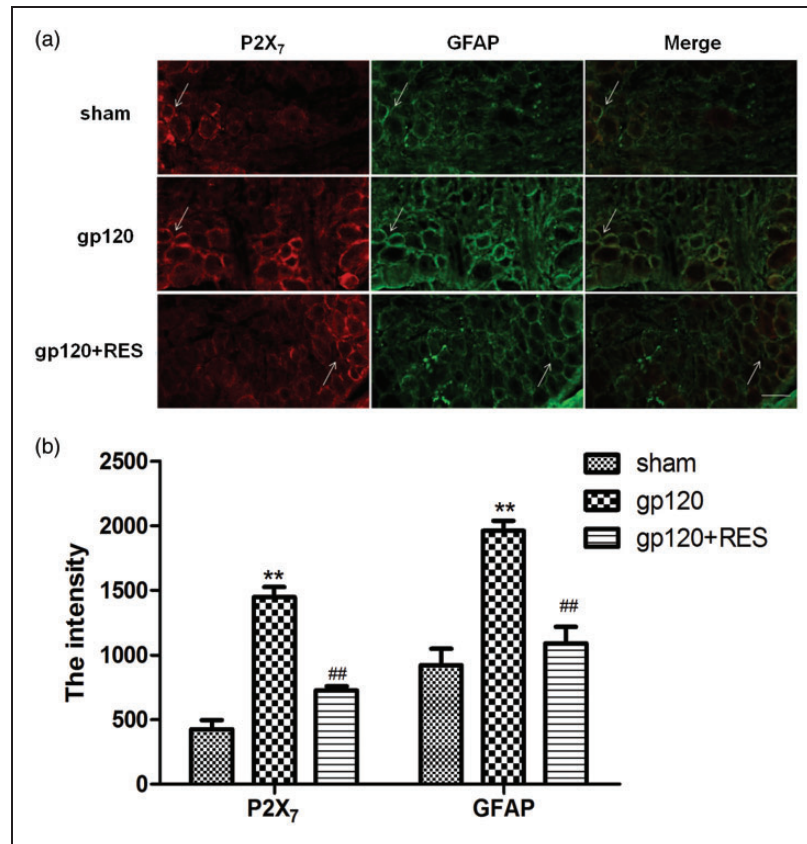 (a)
P2X₇ GFAP Merge
sham
gp120
gp120+RES
(b)
2500
2000
1500
1000
500
0
The intensity
**
##
**
##
sham
gp120
gp120+RES
P2X₇ GFAP